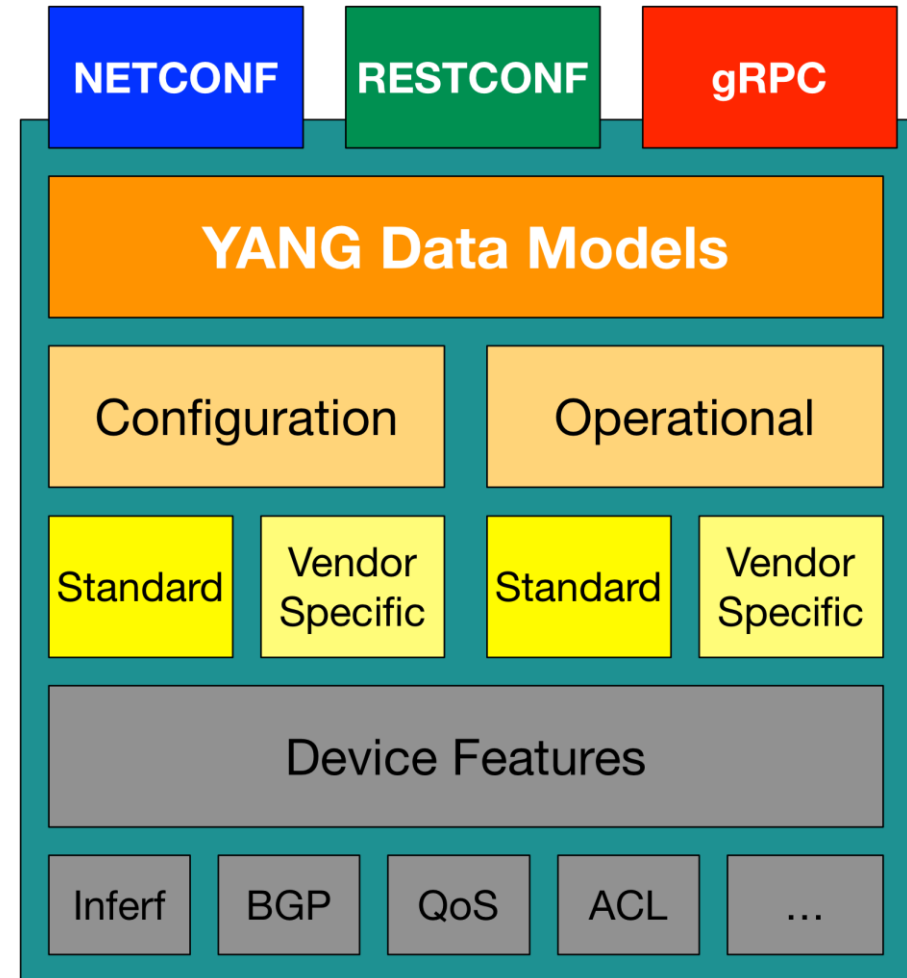 NETCONF
RESTCONF
gRPC
YANG Data Models
Configuration
Operational
Standard
Vendor
Specific
Standard
Vendor
Specific
Device Features
Inferf
BGP
QoS
ACL
...